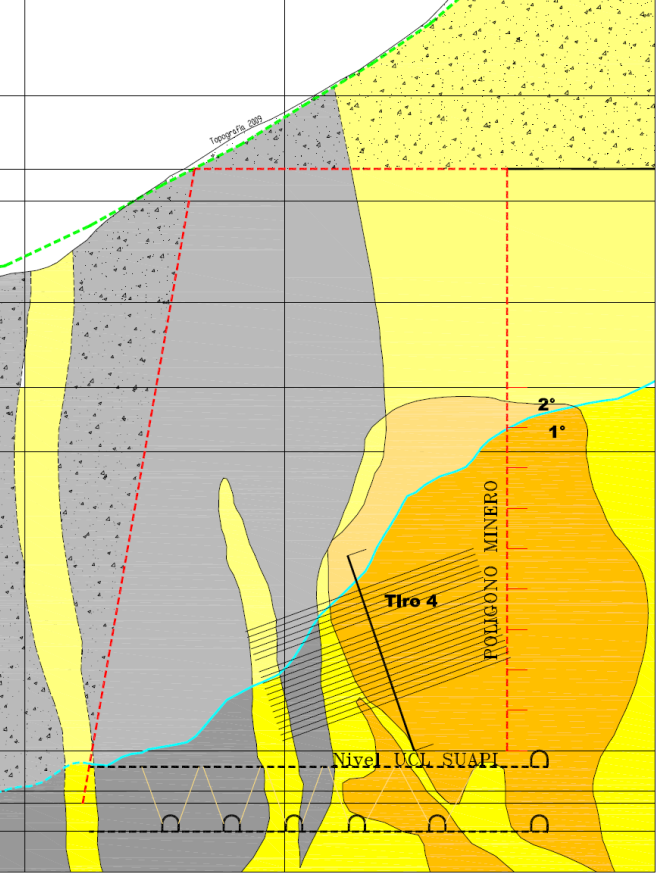 Topografía 2009
2°
1°
POLIGONO MINERO
TIro 4
Nivel UCL SUAPI